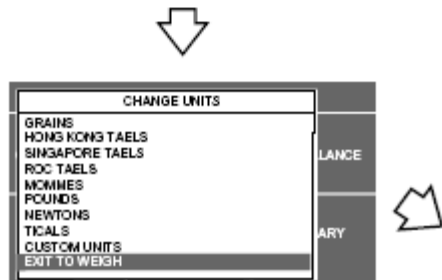 CHANGE UNITS
GRAINS
HONG KONG TAELS
SINGAPORE TAELS
ROC TAELS
MOMMES
POUNDS
NEWTONS
TICALS
CUSTOM UNITS
EXIT TO WEIGH
LANCE
ARY